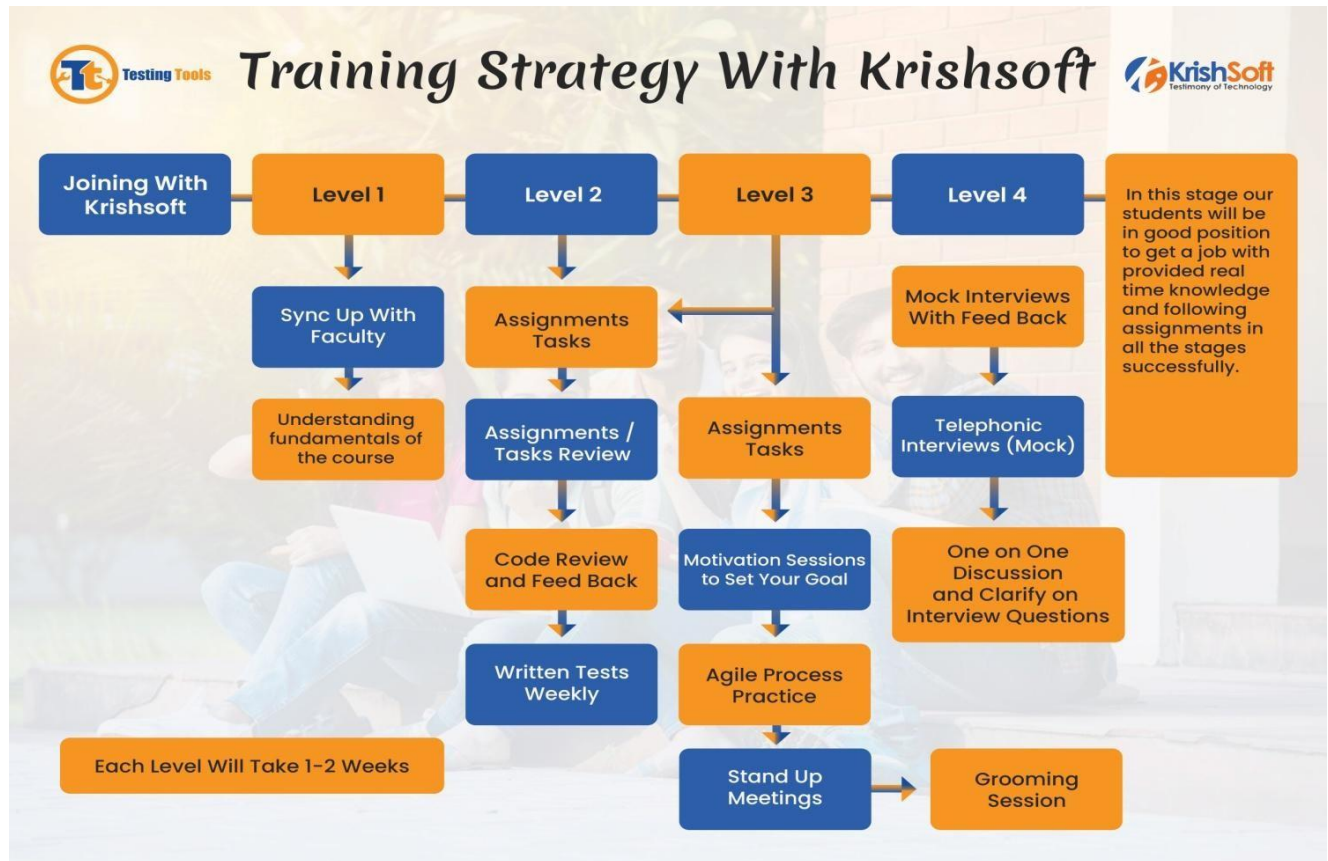 Testing Tools
Training Strategy With Krishsoft
KrishSoft
Testimony of Technology
Joining With
Krishsoft
Level 1
Level 2
Level 3
Level 4
In this stage our
students will be
in good position
to get a job with
provided real
time knowledge
and following
assignments in
all the stages
successfully.
Sync Up With
Faculty
Understanding
fundamentals of
the course
Assignments
Tasks
Assignments /
Tasks Review
Code Review
and Feed Back
Written Tests
Weekly
Assignments
Tasks
Motivation Sessions
to Set Your Goal
Agile Process
Practice
Stand Up
Meetings
Grooming
Session
Mock Interviews
With Feed Back
Telephonic
Interviews (Mock)
One on One
Discussion
and Clarify on
Interview Questions
Each Level Will Take 1-2 Weeks